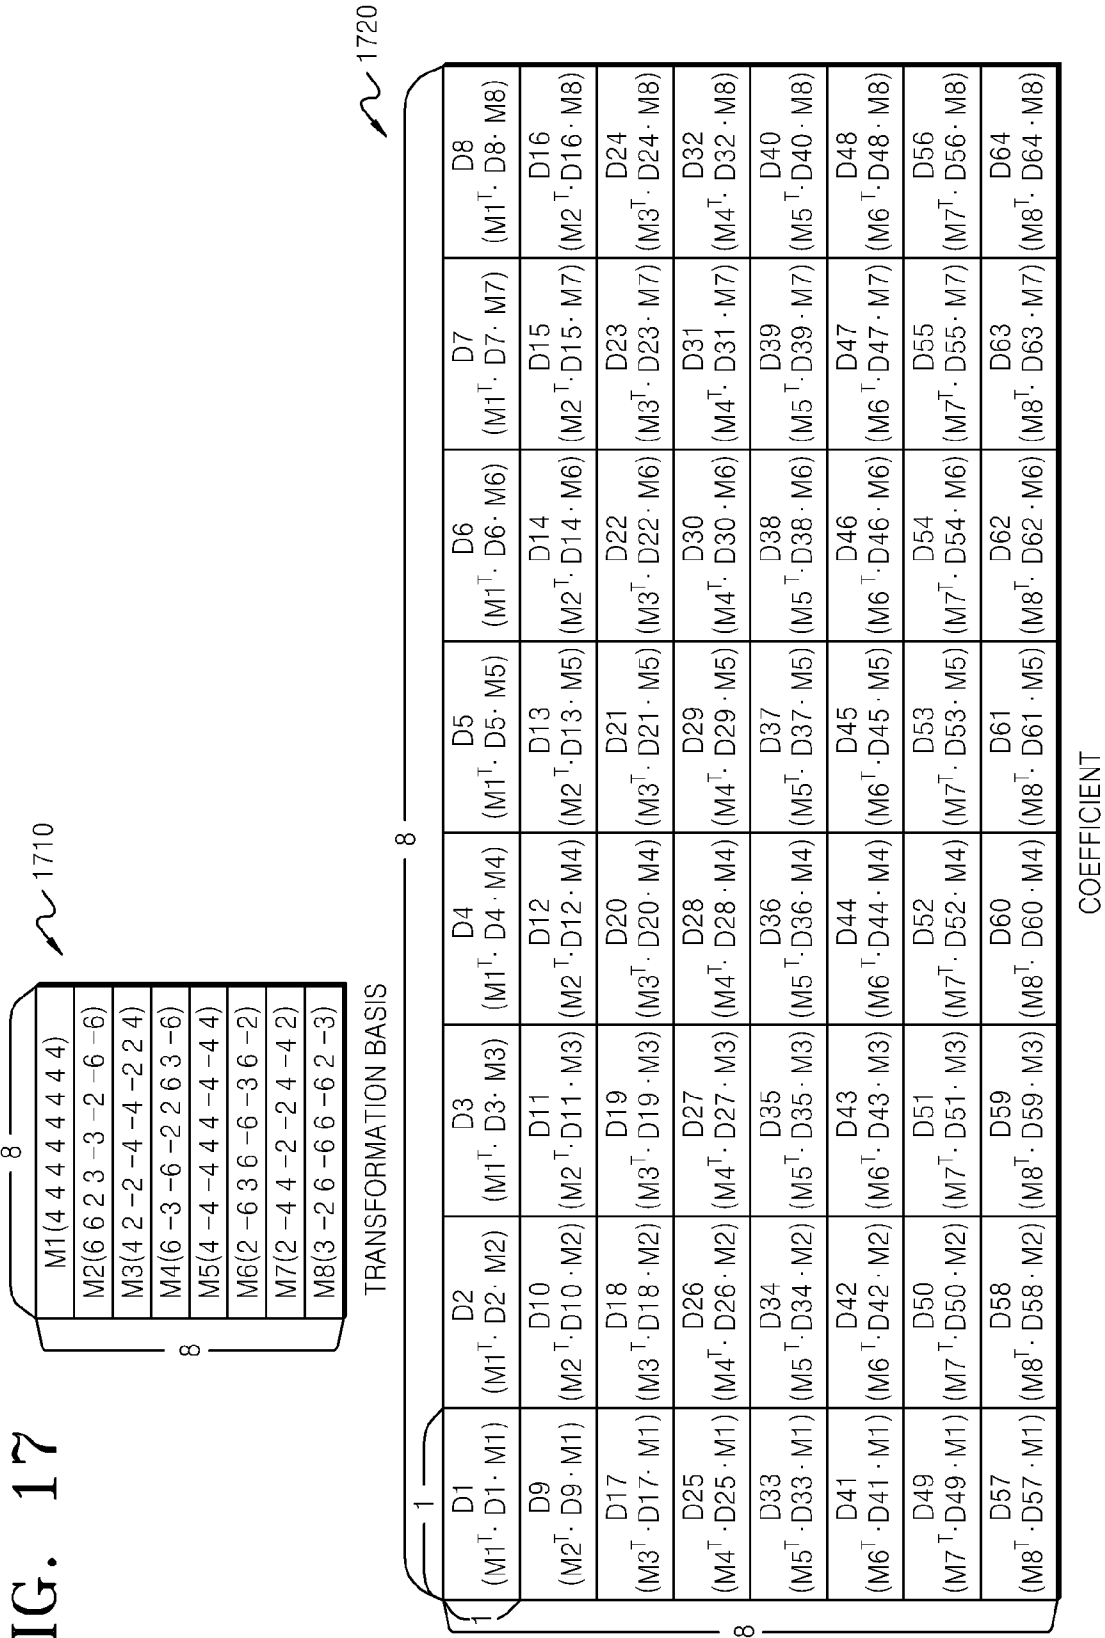 IG. 17
8
1710
8
M1(4 4 4 4 4 4 4 4)
M2(6 6 2 3 -3 -2 -6 -6)
M3(4 2 -2 -4 -4 -2 2 4)
M4(6 -3 -6 -2 2 6 3 -6)
M5(4 -4 -4 4 4 -4 -4 4)
M6(2 -6 3 6 -6 -3 6 -2)
M7(2 -4 4 -2 -2 4 -4 2)
M8(3 -2 6 -6 6 -6 2 -3)
TRANSFORMATION BASIS
1720
8
1
1
8
D1 D2 D3 D4 D5 D6 D7 D8
(M1ᵀ·D1·M1) (M1ᵀ·D2·M2) (M1ᵀ·D3·M3) (M1ᵀ·D4·M4) (M1ᵀ·D5·M5) (M1ᵀ·D6·M6) (M1ᵀ·D7·M7) (M1ᵀ·D8·M8)
D9 D10 D11 D12 D13 D14 D15 D16
(M2ᵀ·D9·M1) (M2ᵀ·D10·M2) (M2ᵀ·D11·M3) (M2ᵀ·D12·M4) (M2ᵀ·D13·M5) (M2ᵀ·D14·M6) (M2ᵀ·D15·M7) (M2ᵀ·D16·M8)
D17 D18 D19 D20 D21 D22 D23 D24
(M3ᵀ·D17·M1) (M3ᵀ·D18·M2) (M3ᵀ·D19·M3) (M3ᵀ·D20·M4) (M3ᵀ·D21·M5) (M3ᵀ·D22·M6) (M3ᵀ·D23·M7) (M3ᵀ·D24·M8)
D25 D26 D27 D28 D29 D30 D31 D32
(M4ᵀ·D25·M1) (M4ᵀ·D26·M2) (M4ᵀ·D27·M3) (M4ᵀ·D28·M4) (M4ᵀ·D29·M5) (M4ᵀ·D30·M6) (M4ᵀ·D31·M7) (M4ᵀ·D32·M8)
D33 D34 D35 D36 D37 D38 D39 D40
(M5ᵀ·D33·M1) (M5ᵀ·D34·M2) (M5ᵀ·D35·M3) (M5ᵀ·D36·M4) (M5ᵀ·D37·M5) (M5ᵀ·D38·M6) (M5ᵀ·D39·M7) (M5ᵀ·D40·M8)
D41 D42 D43 D44 D45 D46 D47 D48
(M6ᵀ·D41·M1) (M6ᵀ·D42·M2) (M6ᵀ·D43·M3) (M6ᵀ·D44·M4) (M6ᵀ·D45·M5) (M6ᵀ·D46·M6) (M6ᵀ·D47·M7) (M6ᵀ·D48·M8)
D49 D50 D51 D52 D53 D54 D55 D56
(M7ᵀ·D49·M1) (M7ᵀ·D50·M2) (M7ᵀ·D51·M3) (M7ᵀ·D52·M4) (M7ᵀ·D53·M5) (M7ᵀ·D54·M6) (M7ᵀ·D55·M7) (M7ᵀ·D56·M8)
D57 D58 D59 D60 D61 D62 D63 D64
(M8ᵀ·D57·M1) (M8ᵀ·D58·M2) (M8ᵀ·D59·M3) (M8ᵀ·D60·M4) (M8ᵀ·D61·M5) (M8ᵀ·D62·M6) (M8ᵀ·D63·M7) (M8ᵀ·D64·M8)
COEFFICIENT